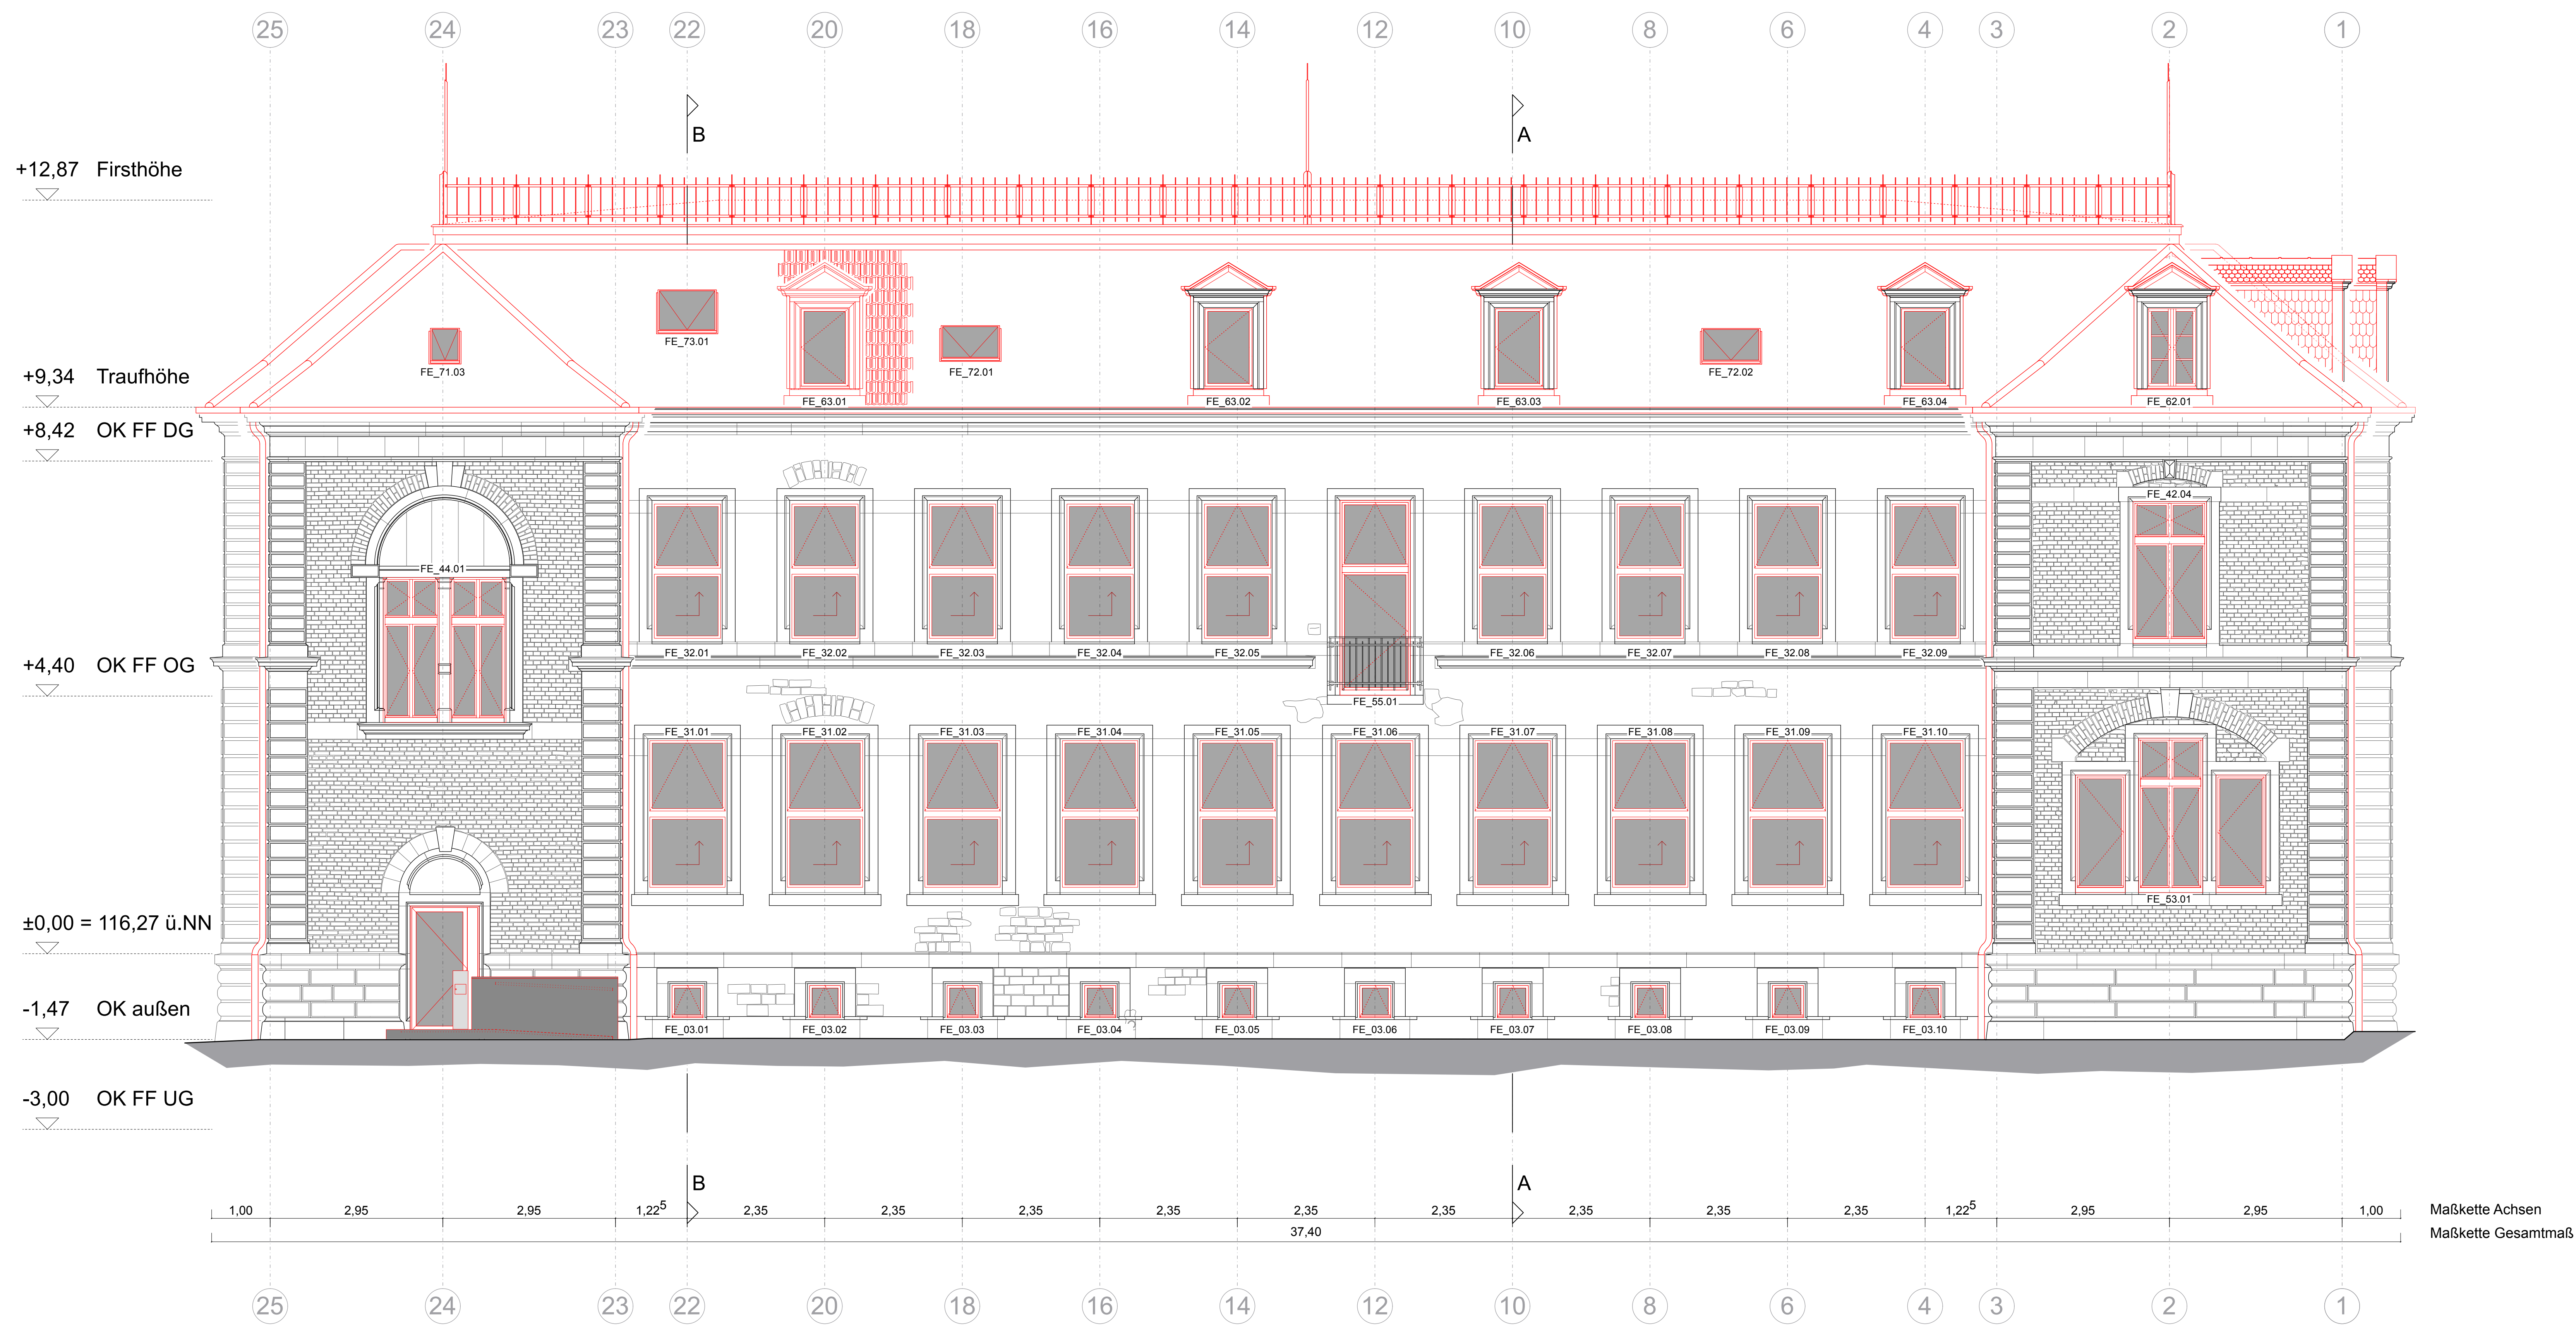 25 24 23 22 20 18 16 14 12 10 8 6 4 3 2 1
B A
+12,87 Firsthöhe
FE_73.01
FE_71.03 FE_72.01 FE_72.02
+9,34 Traufhöhe
FE_63.01 FE_63.02 FE_63.03 FE_63.04 FE_62.01
+8,42 OK FF DG
FE_42.04
FE_44.01
FE_32.01 FE_32.02 FE_32.03 FE_32.04 FE_32.05 FE_32.06 FE_32.07 FE_32.08 FE_32.09
+4,40 OK FF OG
FE_55.01
FE_31.01 FE_31.02 FE_31.03 FE_31.04 FE_31.05 FE_31.06 FE_31.07 FE_31.08 FE_31.09 FE_31.10
FE_53.01
±0,00 = 116,27 ü.NN
-1,47 OK außen
FE_03.01 FE_03.02 FE_03.03 FE_03.04 FE_03.05 FE_03.06 FE_03.07 FE_03.08 FE_03.09 FE_03.10
-3,00 OK FF UG
B A
1,00 2,95 2,95 1,22⁵ 2,35 2,35 2,35 2,35 2,35 2,35 2,35 2,35 2,35 1,22⁵ 2,95 2,95 1,00 Maßkette Achsen
37,40 Maßkette Gesamtmaß
25 24 23 22 20 18 16 14 12 10 8 6 4 3 2 1